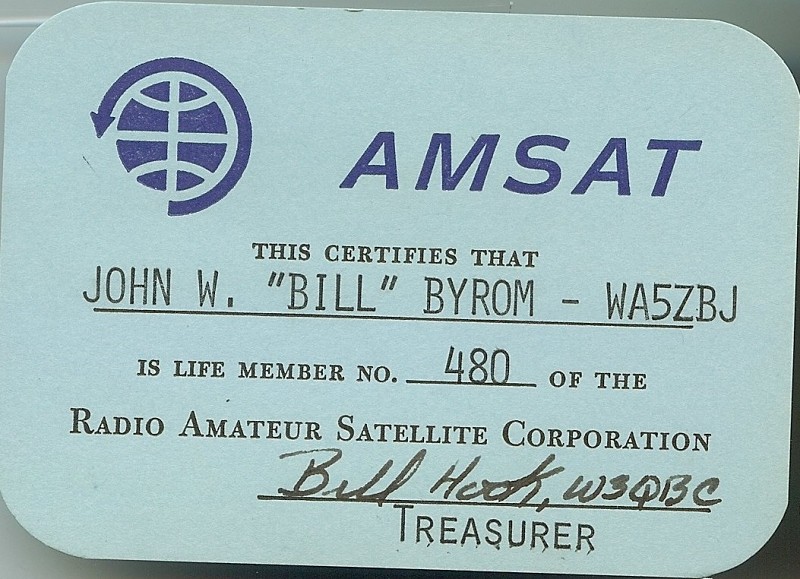 AMSAT
THIS CERTIFIES THAT
JOHN W. "BILL" BYROM - WA5ZBJ
IS LIFE MEMBER NO. 480 OF THE
RADIO AMATEUR SATELLITE CORPORATION
Bill Hook, W3QBC
TREASURER